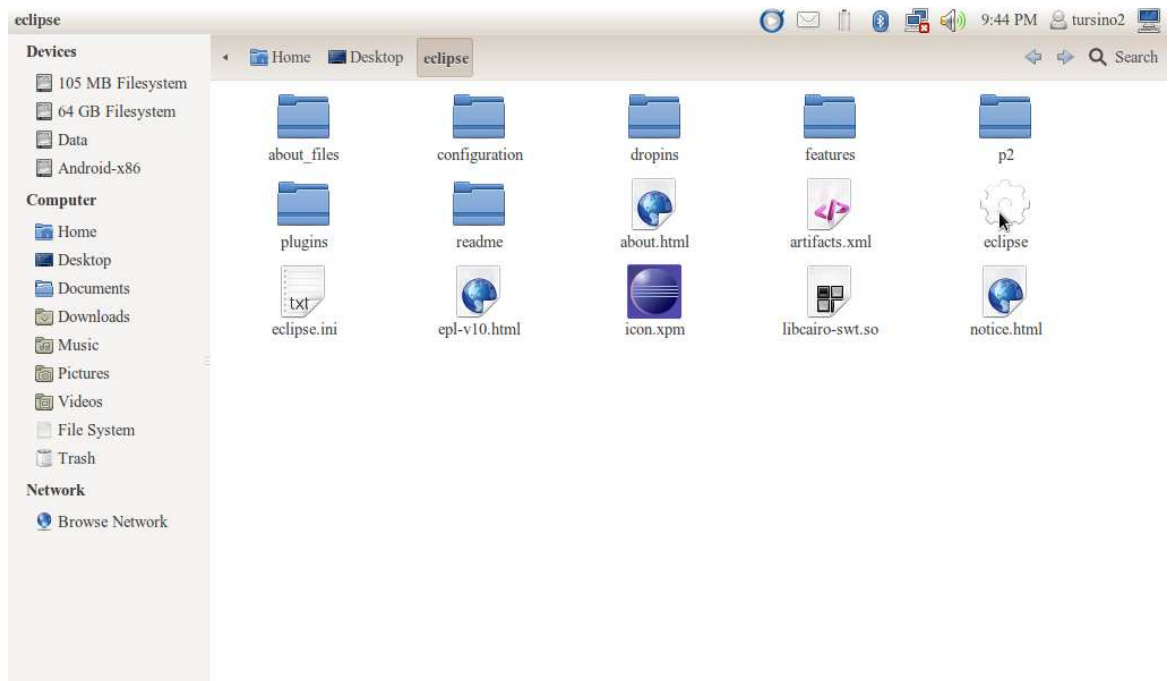 eclipse
9:44 PM tursino2
Devices
105 MB Filesystem
64 GB Filesystem
Data
Android-x86
Computer
Home
Desktop
Documents
Downloads
Music
Pictures
Videos
File System
Trash
Network
Browse Network
Home Desktop eclipse Search
about_files configuration dropins features p2
plugins readme about.html artifacts.xml eclipse
txt
eclipse.ini epl-v10.html icon.xpm libcairo-swt.so notice.html